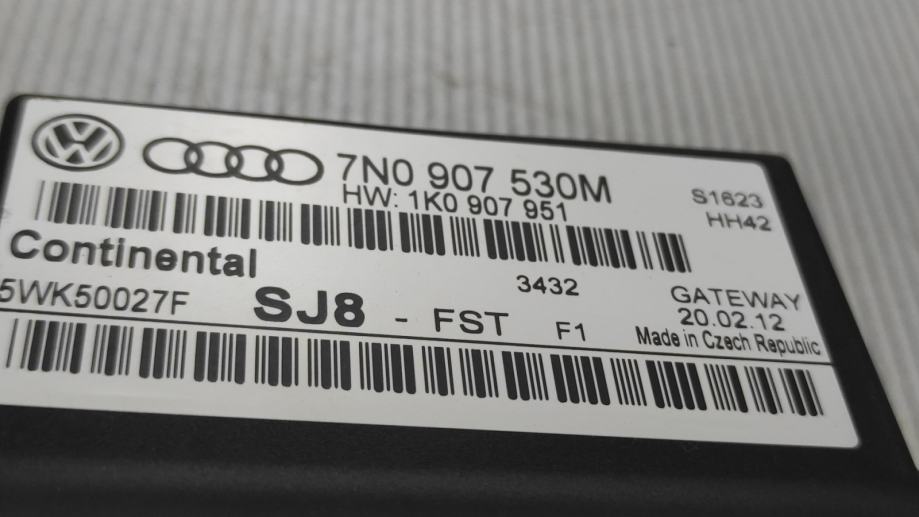 7N0 907 530M
HW: 1K0 907 951
S1623
HH42
Continental
3432
5WK50027F
SJ8 - FST F1
GATEWAY
20.02.12
Made in Czech Republic